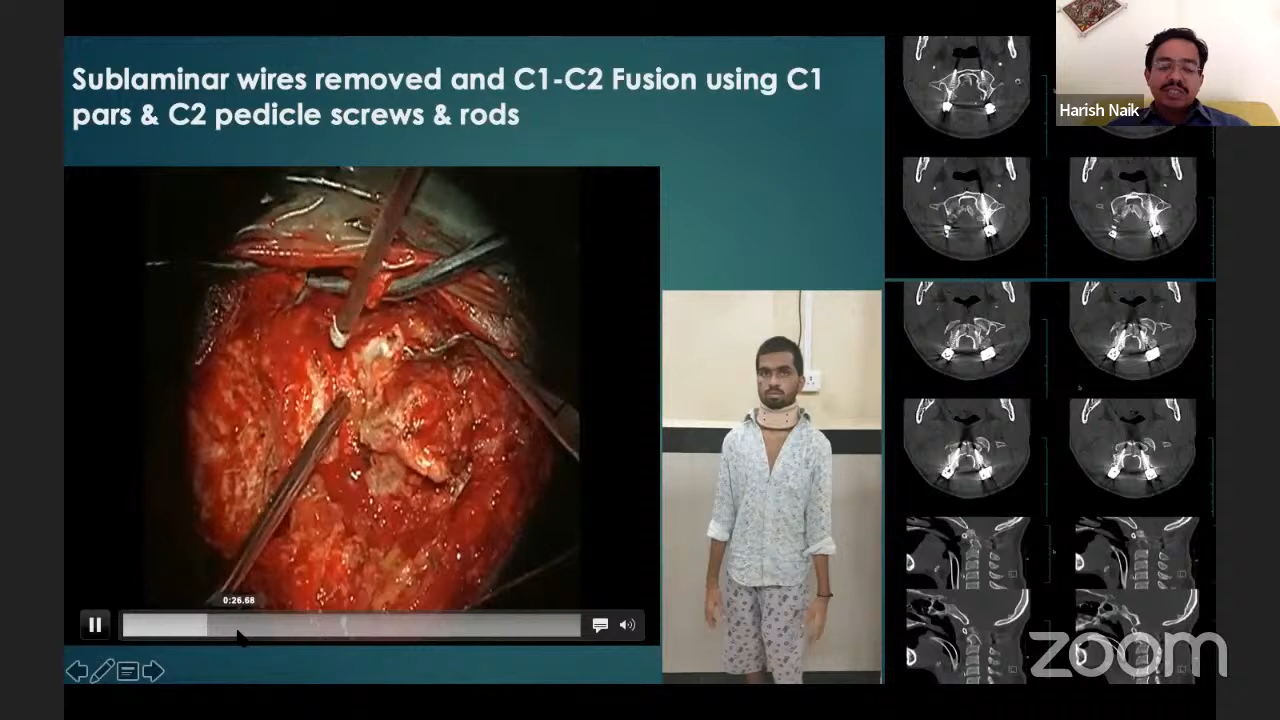 Sublaminar wires removed and C1-C2 Fusion using C1
pars & C2 pedicle screws & rods
Harish Naik
0:26.68
zoom